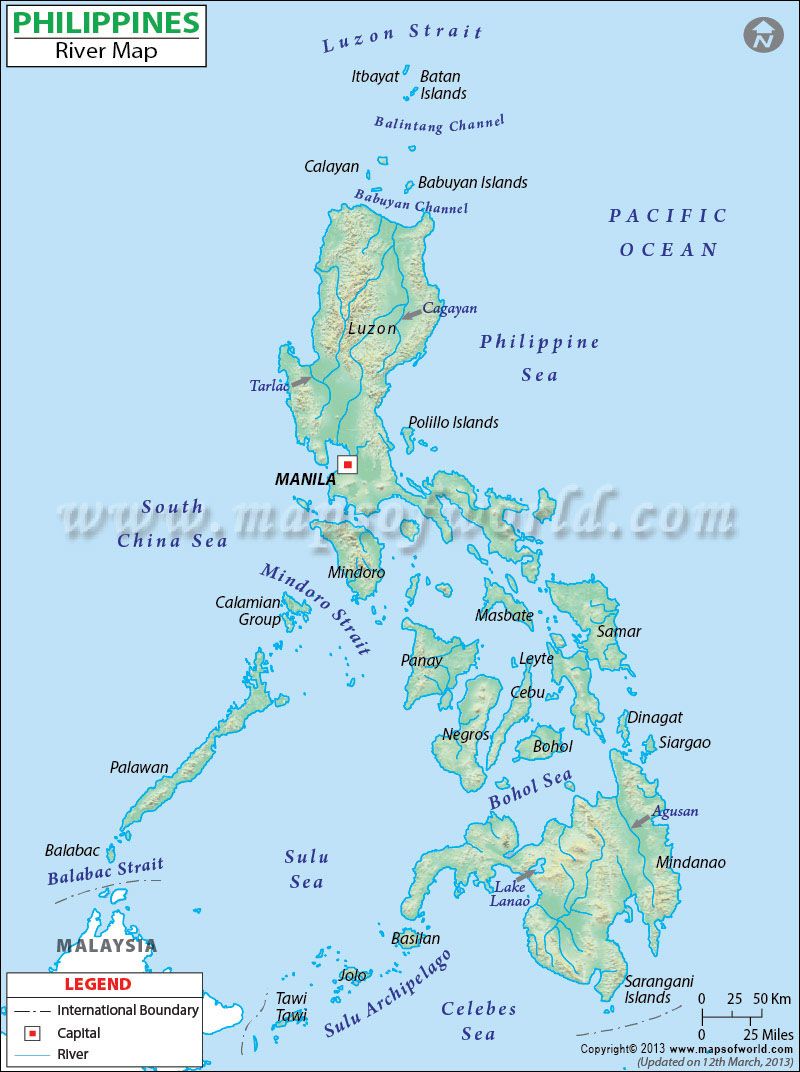 PHILIPPINES
River Map
N
Luzon Strait
Itbayat
Batan
Islands
Balintang Channel
Calayan
Babuyan Islands
Babuyan Channel
PACIFIC
OCEAN
Cagayan
Luzon
Philippine
Sea
Tarlac
Polillo Islands
MANILA
South
China Sea
www.mapsofworld.com
Mindoro
Mindoro Strait
Calamian
Group
Masbate
Samar
Panay
Leyte
Cebu
Dinagat
Siargao
Negros
Bohol
Palawan
Bohol Sea
Agusan
Balabac
Balabac Strait
Sulu
Sea
Mindanao
Lake
Lanao
MALAYSIA
Basilan
Jolo
Sulu Archipelago
Tawi
Tawi
Celebes
Sea
Sarangani
Islands
LEGEND
International Boundary
Capital
River
0 25 50 Km
0 25 Miles
Copyright© 2013 www.mapsofworld.com
(Updated on 12th March, 2013)